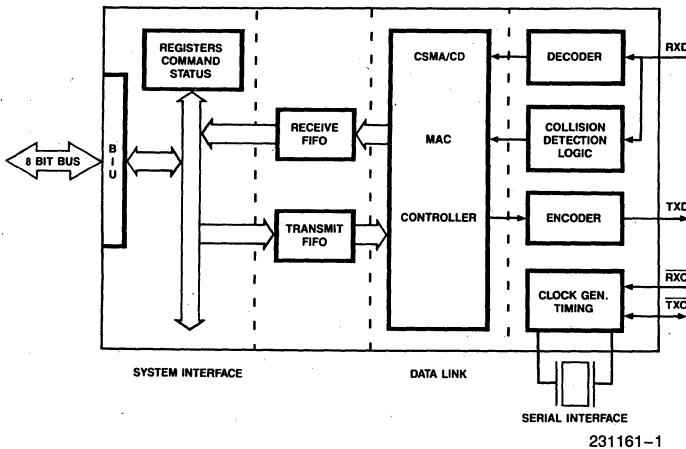 REGISTERS
COMMAND
STATUS
CSMA/CD
DECODER
RXD
8 BIT BUS
B
I
U
RECEIVE
FIFO
MAC
COLLISION
DETECTION
LOGIC
TRANSMIT
FIFO
CONTROLLER
ENCODER
TXD
CLOCK GEN.
TIMING
RXC
TXC
SYSTEM INTERFACE
DATA LINK
SERIAL INTERFACE
231161–1